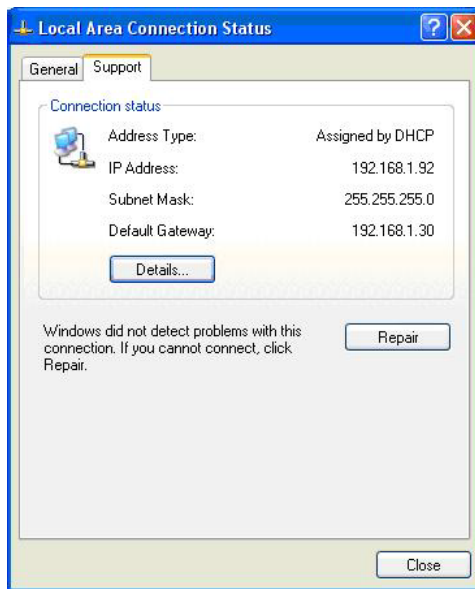 Local Area Connection Status
General Support
Connection status
Address Type: Assigned by DHCP
IP Address: 192.168.1.92
Subnet Mask: 255.255.255.0
Default Gateway: 192.168.1.30
Details...
Windows did not detect problems with this
connection. If you cannot connect, click
Repair.
Repair
Close